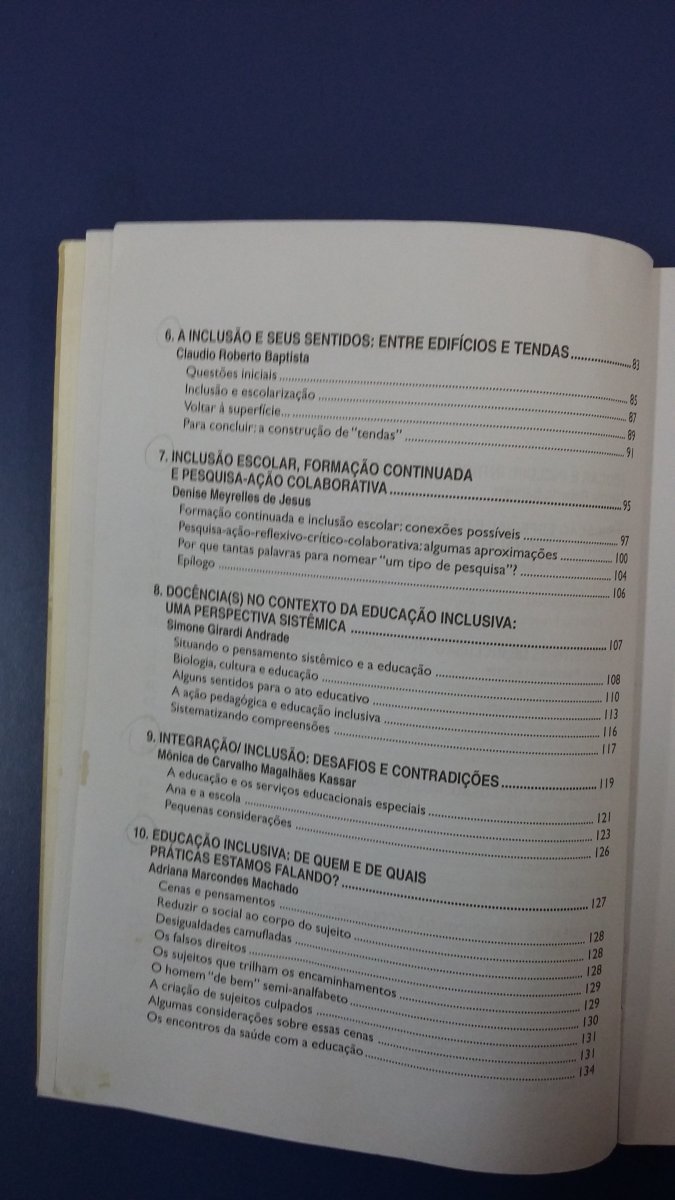 6. A INCLUSÃO E SEUS SENTIDOS: ENTRE EDIFÍCIOS E TENDAS...................83
Claudio Roberto Baptista
Questões iniciais ................ 85
Inclusão e escolarização ................ 87
Voltar à superfície................ 89
Para concluir: a construção de "tendas" ................ 91
7. INCLUSÃO ESCOLAR, FORMAÇÃO CONTINUADA
E PESQUISA-AÇÃO COLABORATIVA ................ 95
Denise Meyrelles de Jesus
Formação continuada e inclusão escolar: conexões possíveis ................ 97
Pesquisa-ação-reflexivo-crítico-colaborativa: algumas aproximações ................ 100
Por que tantas palavras para nomear "um tipo de pesquisa"? ................ 104
Epílogo ................ 106
8. DOCÊNCIA(S) NO CONTEXTO DA EDUCAÇÃO INCLUSIVA:
UMA PERSPECTIVA SISTÊMICA ................ 107
Simone Girardi Andrade
Situando o pensamento sistêmico e a educação ................ 108
Biologia, cultura e educação ................ 110
Alguns sentidos para o ato educativo ................ 113
A ação pedagógica e educação inclusiva ................ 116
Sistematizando compreensões ................ 117
9. INTEGRAÇÃO/ INCLUSÃO: DESAFIOS E CONTRADIÇÕES ................ 119
Mônica de Carvalho Magalhães Kassar
A educação e os serviços educacionais especiais ................ 121
Ana e a escola ................ 123
Pequenas considerações ................ 126
10. EDUCAÇÃO INCLUSIVA: DE QUEM E DE QUAIS
PRÁTICAS ESTAMOS FALANDO? ................ 127
Adriana Marcondes Machado
Cenas e pensamentos ................ 128
Reduzir o social ao corpo do sujeito ................ 128
Desigualdades camufladas ................ 128
Os falsos direitos ................ 129
Os sujeitos que trilham os encaminhamentos ................ 129
O homem "de bem" semi-analfabeto ................ 130
A criação de sujeitos culpados ................ 131
Algumas considerações sobre essas cenas ................ 131
Os encontros da saúde com a educação ................ 134